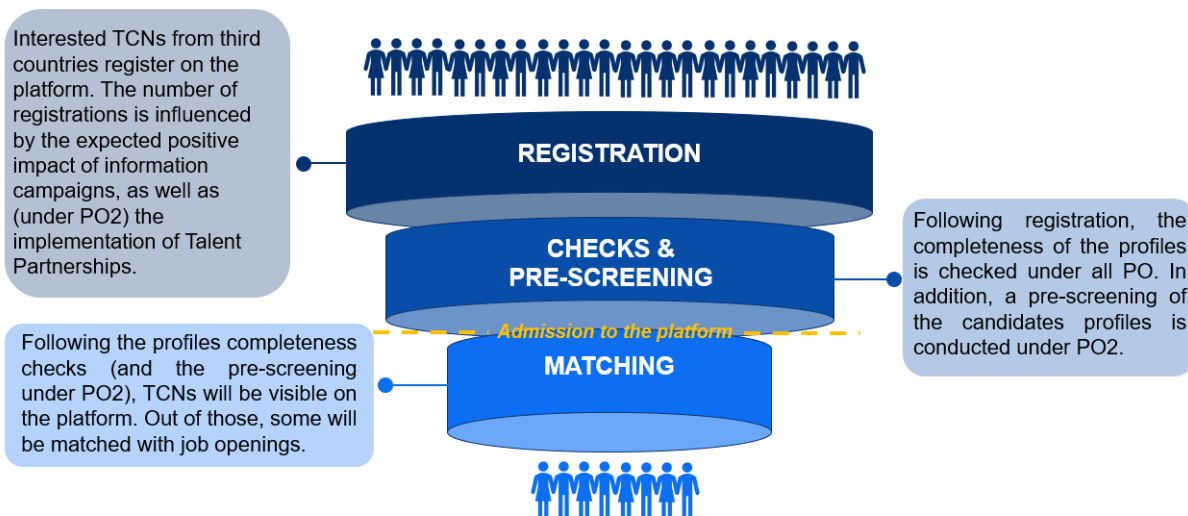 Interested TCNs from third
countries register on the
platform. The number of
registrations is influenced
by the expected positive
impact of information
campaigns, as well as
(under PO2) the
implementation of Talent
Partnerships.
REGISTRATION
CHECKS &
PRE-SCREENING
Following registration, the
completeness of the profiles
is checked under all PO. In
addition, a pre-screening of
the candidates profiles is
conducted under PO2.
Admission to the platform
MATCHING
Following the profiles completeness
checks (and the pre-screening
under PO2), TCNs will be visible on
the platform. Out of those, some will
be matched with job openings.